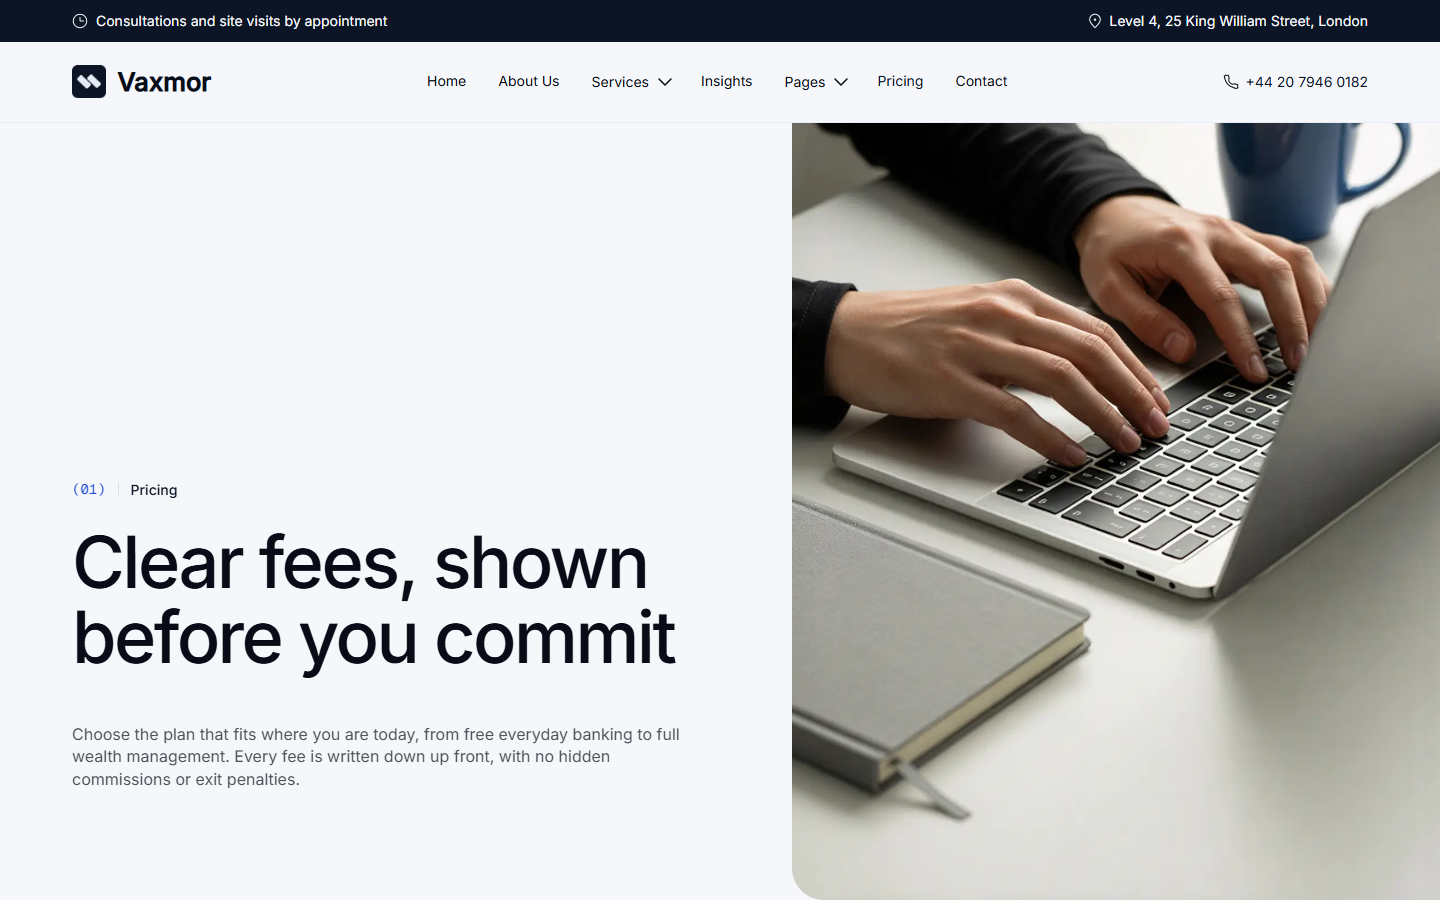 Consultations and site visits by appointment
Level 4, 25 King William Street, London
Vaxmor
Home
About Us
Services
Insights
Pages
Pricing
Contact
+44 20 7946 0182
(01)
Pricing
Clear fees, shown
before you commit
Choose the plan that fits where you are today, from free everyday banking to full
wealth management. Every fee is written down up front, with no hidden
commissions or exit penalties.